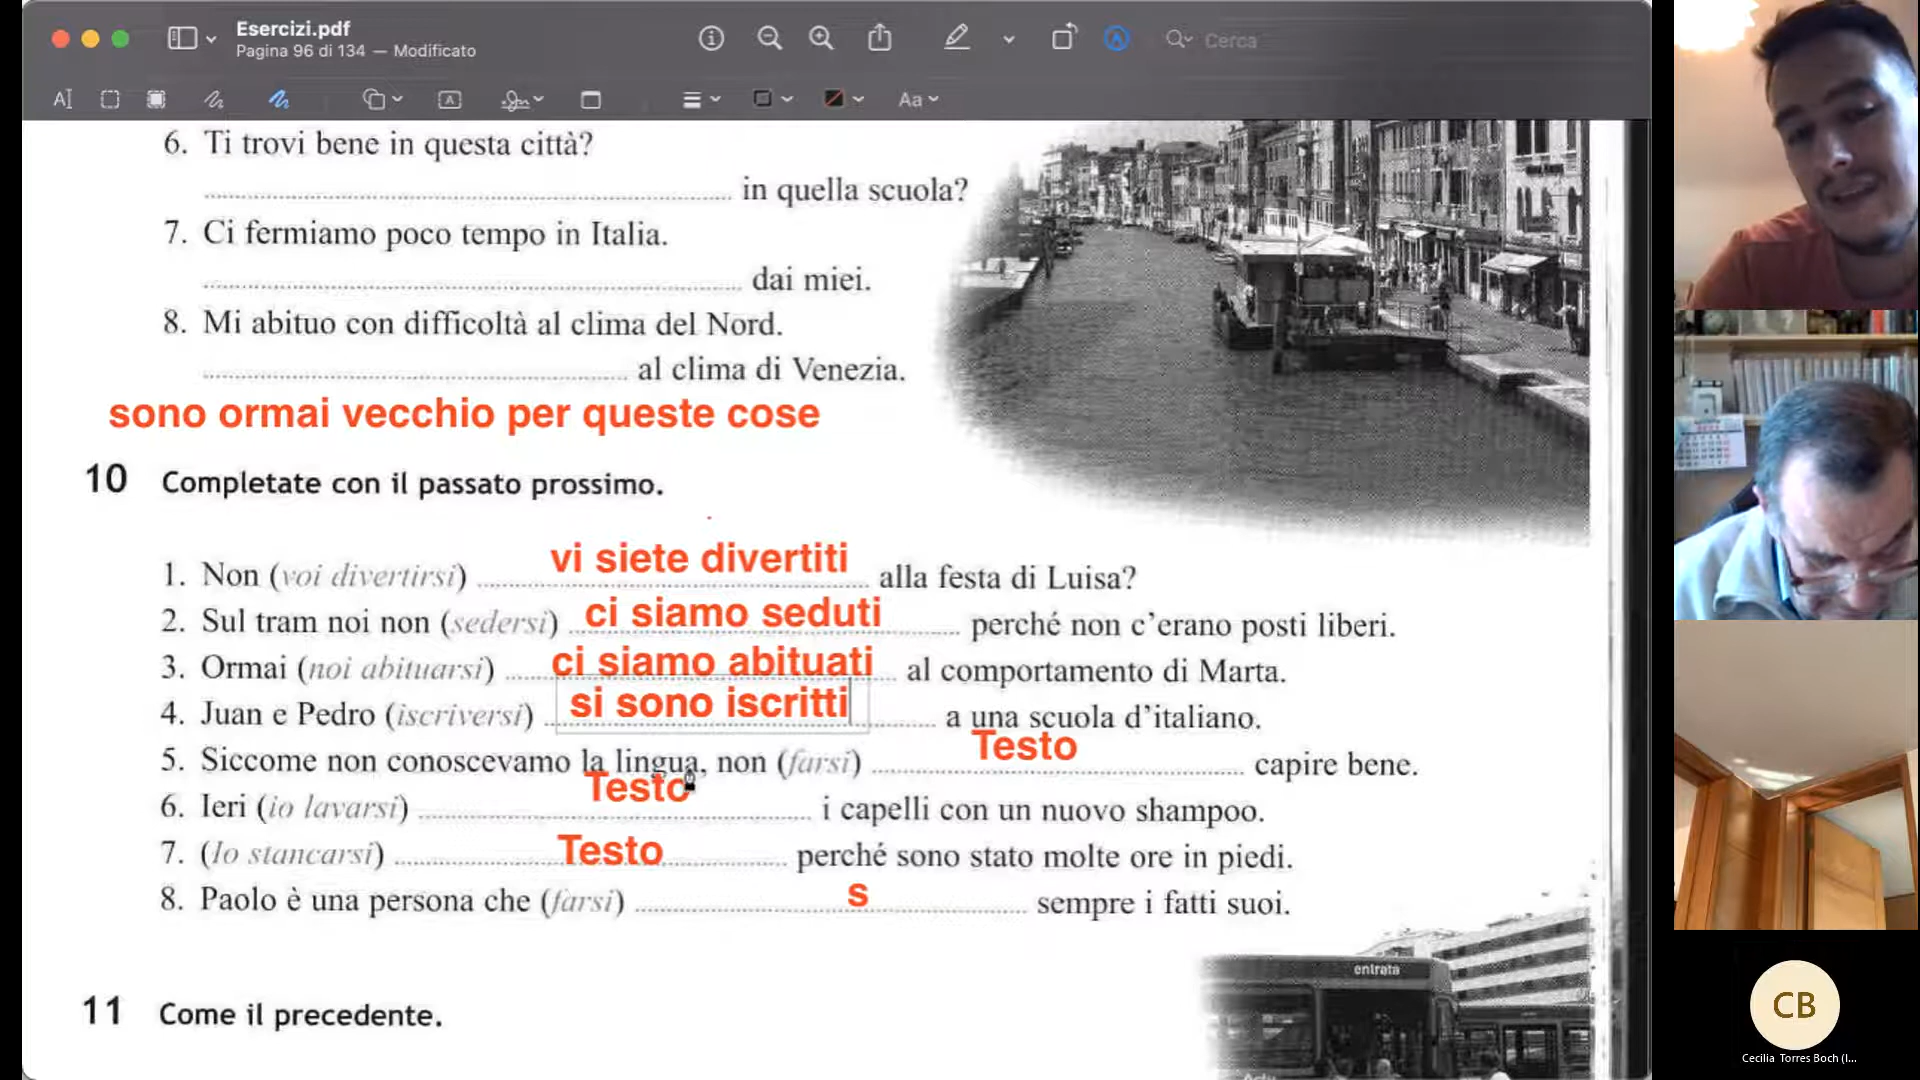 Esercizi.pdf
Pagina 96 di 134 — Modificato
Cerca
Aa
6. Ti trovi bene in questa città?
in quella scuola?
7. Ci fermiamo poco tempo in Italia.
dai miei.
8. Mi abituo con difficoltà al clima del Nord.
al clima di Venezia.
sono ormai vecchio per queste cose
10 Completate con il passato prossimo.
1. Non (voi divertirsi) vi siete divertiti alla festa di Luisa?
2. Sul tram noi non (sedersi) ci siamo seduti perché non c'erano posti liberi.
3. Ormai (noi abituarsi) ci siamo abituati al comportamento di Marta.
4. Juan e Pedro (iscriversi) si sono iscritti a una scuola d'italiano.
5. Siccome non conoscevamo la lingua, non (farsi) Testo capire bene.
6. Ieri (io lavarsi) Testo i capelli con un nuovo shampoo.
7. (Io stancarsi) Testo perché sono stato molte ore in piedi.
8. Paolo è una persona che (farsi) s sempre i fatti suoi.
entrata
11 Come il precedente.
CB
Cecilia Torres Boch (I...